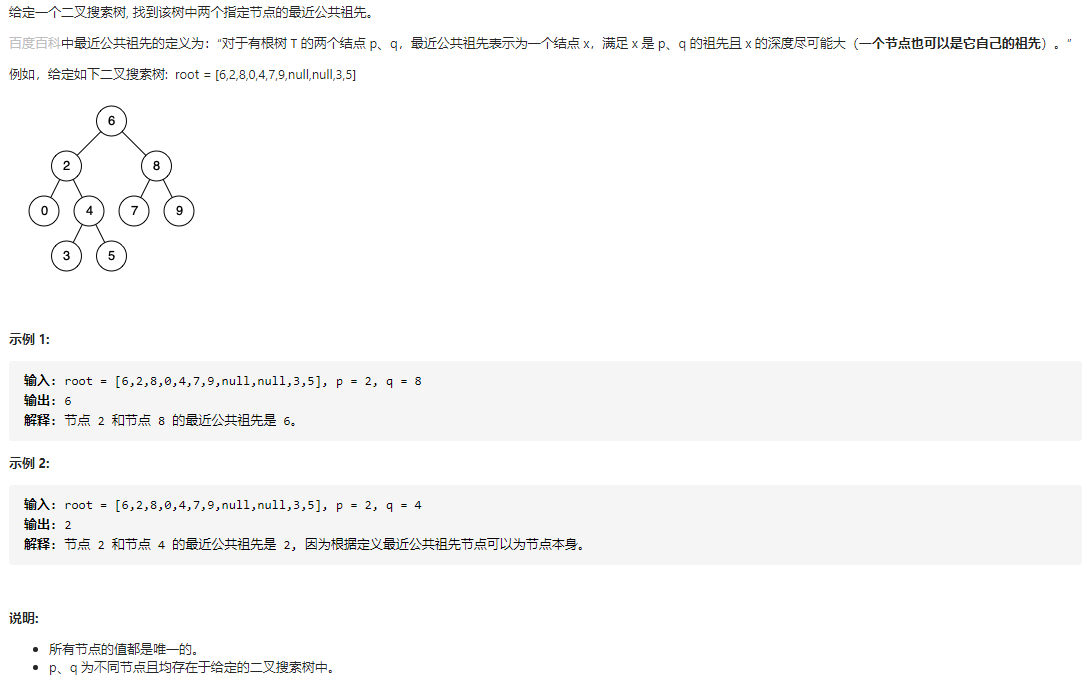 给定一个二叉搜索树, 找到该树中两个指定节点的最近公共祖先。
百度百科中最近公共祖先的定义为：“对于有根树 T 的两个结点 p、q，最近公共祖先表示为一个结点 x，满足 x 是 p、q 的祖先且 x 的深度尽可能大（一个节点也可以是它自己的祖先）。”
例如，给定如下二叉搜索树:  root = [6,2,8,0,4,7,9,null,null,3,5]
6
2 8
0 4 7 9
3 5
示例 1:
输入: root = [6,2,8,0,4,7,9,null,null,3,5], p = 2, q = 8
输出: 6
解释: 节点 2 和节点 8 的最近公共祖先是 6。
示例 2:
输入: root = [6,2,8,0,4,7,9,null,null,3,5], p = 2, q = 4
输出: 2
解释: 节点 2 和节点 4 的最近公共祖先是 2, 因为根据定义最近公共祖先节点可以为节点本身。
说明:
• 所有节点的值都是唯一的。
• p、q 为不同节点且均存在于给定的二叉搜索树中。